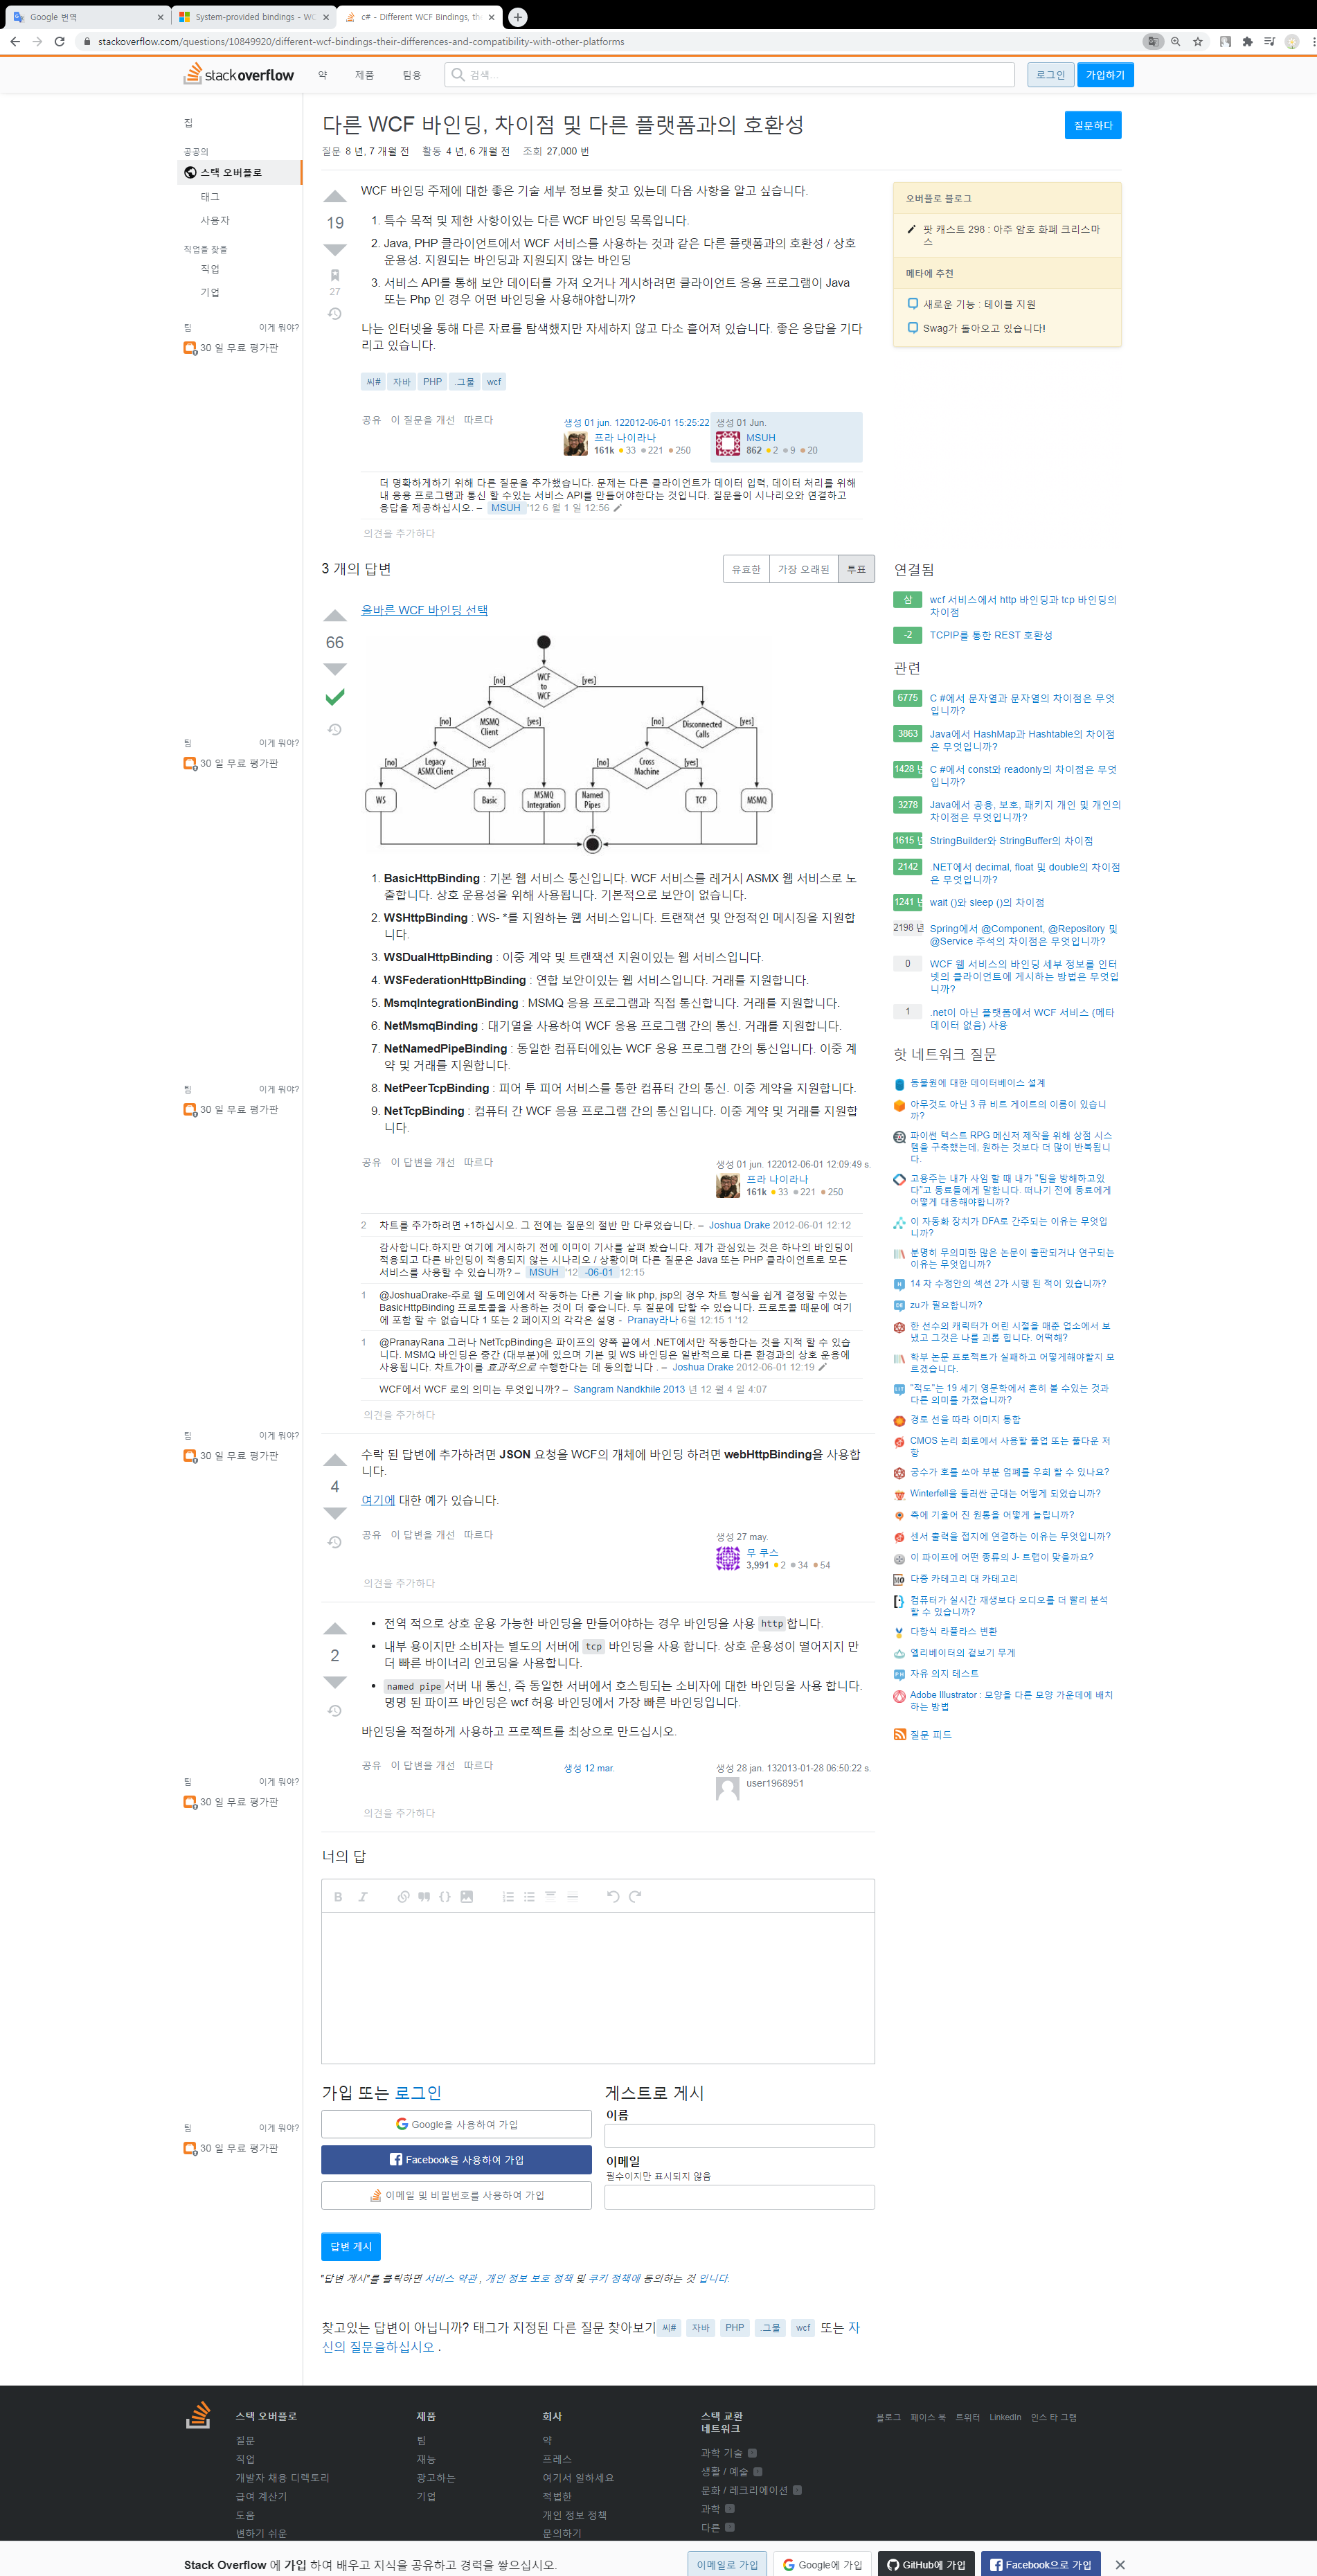 Google 번역
System-provided bindings - WC
c# - Different WCF Bindings, the
stackoverflow.com/questions/10849920/different-wcf-bindings-their-differences-and-compatibility-with-other-platforms
stackoverflow
약
제품
팀용
검색...
로그인
가입하기
집
공공의
스택 오버플로
태그
사용자
직업을 찾을
직업
기업
팀
이게 뭐야?
30 일 무료 평가판
다른 WCF 바인딩, 차이점 및 다른 플랫폼과의 호환성
질문하다
질문 8 년, 7 개월 전 활동 4 년, 6 개월 전 조회 27,000 번
19
27
WCF 바인딩 주제에 대한 좋은 기술 세부 정보를 찾고 있는데 다음 사항을 알고 싶습니다.
1. 특수 목적 및 제한 사항이있는 다른 WCF 바인딩 목록입니다.
2. Java, PHP 클라이언트에서 WCF 서비스를 사용하는 것과 같은 다른 플랫폼과의 호환성 / 상호
운용성. 지원되는 바인딩과 지원되지 않는 바인딩
3. 서비스 API를 통해 보안 데이터를 가져 오거나 게시하려면 클라이언트 응용 프로그램이 Java
또는 Php 인 경우 어떤 바인딩을 사용해야합니까?
나는 인터넷을 통해 다른 자료를 탐색했지만 자세하지 않고 다소 흩어져 있습니다. 좋은 응답을 기다
리고 있습니다.
씨# 자바 PHP .그물 wcf
공유 이 질문을 개선 따르다
생성 01 jun. 122012-06-01 15:25:22
프라 나이라나
161k 33 221 250
생성 01 Jun.
MSUH
862 2 9 20
더 명확하게하기 위해 다른 질문을 추가했습니다. 문제는 다른 클라이언트가 데이터 입력, 데이터 처리를 위해
내 응용 프로그램과 통신 할 수있는 서비스 API를 만들어야한다는 것입니다. 질문을이 시나리오와 연결하고
응답을 제공하십시오. – MSUH '12 6 월 1 일 12:56
의견을 추가하다
오버플로 블로그
팟 캐스트 298 : 아주 암호 화폐 크리스마
스
메타에 추천
새로운 기능 : 테이블 지원
Swag가 돌아오고 있습니다!
3 개의 답변
유효한
가장 오래된
투표
66
올바른 WCF 바인딩 선택
WCF
to
WCF
[no]
[yes]
MSMQ
Client
Disconnected
Calls
[no]
[yes]
[no]
[yes]
Legacy
ASMX Client
Cross
Machine
[no]
[yes]
[no]
[yes]
WS
Basic
MSMQ
Integration
Named
Pipes
TCP
MSMQ
1. BasicHttpBinding : 기본 웹 서비스 통신입니다. WCF 서비스를 레거시 ASMX 웹 서비스로 노
출합니다. 상호 운용성을 위해 사용됩니다. 기본적으로 보안이 없습니다.
2. WSHttpBinding : WS- *를 지원하는 웹 서비스입니다. 트랜잭션 및 안정적인 메시징을 지원합니
다.
3. WSDualHttpBinding : 이중 계약 및 트랜잭션 지원이있는 웹 서비스입니다.
4. WSFederationHttpBinding : 연합 보안이있는 웹 서비스입니다. 거래를 지원합니다.
5. MsmqIntegrationBinding : MSMQ 응용 프로그램과 직접 통신합니다. 거래를 지원합니다.
6. NetMsmqBinding : 대기열을 사용하여 WCF 응용 프로그램 간의 통신. 거래를 지원합니다.
7. NetNamedPipeBinding : 동일한 컴퓨터에있는 WCF 응용 프로그램 간의 통신입니다. 이중 계
약 및 거래를 지원합니다.
8. NetPeerTcpBinding : 피어 투 피어 서비스를 통한 컴퓨터 간의 통신. 이중 계약을 지원합니다.
9. NetTcpBinding : 컴퓨터 간 WCF 응용 프로그램 간의 통신입니다. 이중 계약 및 거래를 지원합니
다.
공유 이 답변을 개선 따르다
생성 01 jun. 122012-06-01 12:09:49 s.
프라 나이라나
161k 33 221 250
2 차트를 추가하려면 +1하십시오. 그 전에는 질문의 절반 만 다루었습니다. – Joshua Drake 2012-06-01 12:12
감사합니다.하지만 여기에 게시하기 전에 이미이 기사를 살펴 봤습니다. 제가 관심있는 것은 하나의 바인딩이
적용되고 다른 바인딩이 적용되지 않는 시나리오 / 상황이며 다른 질문은 Java 또는 PHP 클라이언트로 모든
서비스를 사용할 수 있습니까? – MSUH '12 -06-01 12:15
1 @JoshuaDrake-주로 웹 도메인에서 작동하는 다른 기술 lik php, jsp의 경우 차트 형식을 쉽게 결정할 수있는
BasicHttpBinding 프로토콜을 사용하는 것이 더 좋습니다. 두 질문에 답할 수 있습니다. 프로토콜 때문에 여기
에 포함 할 수 없습니다 1 또는 2 페이지의 각각은 설명 - Pranay라나 6월 12:15 1 '12
1 @PranayRana 그러나 NetTcpBinding은 파이프의 양쪽 끝에서 .NET에서만 작동한다는 것을 지적 할 수 있습
니다. MSMQ 바인딩은 중간 (대부분)에 있으며 기본 및 WS 바인딩은 일반적으로 다른 환경과의 상호 운용에
사용됩니다. 차트가이를 효과적으로 수행한다는 데 동의합니다 . – Joshua Drake 2012-06-01 12:19
WCF에서 WCF 로의 의미는 무엇입니까? – Sangram Nandkhile 2013 년 12 월 4 일 4:07
의견을 추가하다
4
수락 된 답변에 추가하려면 JSON 요청을 WCF의 개체에 바인딩 하려면 webHttpBinding을 사용합
니다.
여기에 대한 예가 있습니다.
공유 이 답변을 개선 따르다
생성 27 may.
무 쿠스
3,991 2 34 54
의견을 추가하다
2
전역 적으로 상호 운용 가능한 바인딩을 만들어야하는 경우 바인딩을 사용 http 합니다.
내부 용이지만 소비자는 별도의 서버에 tcp 바인딩을 사용 합니다. 상호 운용성이 떨어지지 만
더 빠른 바이너리 인코딩을 사용합니다.
named pipe 서버 내 통신, 즉 동일한 서버에서 호스팅되는 소비자에 대한 바인딩을 사용 합니다.
명명 된 파이프 바인딩은 wcf 허용 바인딩에서 가장 빠른 바인딩입니다.
바인딩을 적절하게 사용하고 프로젝트를 최상으로 만드십시오.
공유 이 답변을 개선 따르다
생성 12 mar.
생성 28 jan. 132013-01-28 06:50:22 s.
user1968951
의견을 추가하다
연결됨
삼 wcf 서비스에서 http 바인딩과 tcp 바인딩의
차이점
-2 TCPIP를 통한 REST 호환성
관련
6775 C #에서 문자열과 문자열의 차이점은 무엇
입니까?
3863 Java에서 HashMap과 Hashtable의 차이점
은 무엇입니까?
1428 년 C #에서 const와 readonly의 차이점은 무엇
입니까?
3278 Java에서 공용, 보호, 패키지 개인 및 개인의
차이점은 무엇입니까?
1615 년 StringBuilder와 StringBuffer의 차이점
2142 .NET에서 decimal, float 및 double의 차이점
은 무엇입니까?
1241 년 wait ()와 sleep ()의 차이점
2198 년 Spring에서 @Component, @Repository 및
@Service 주석의 차이점은 무엇입니까?
0 WCF 웹 서비스의 바인딩 세부 정보를 인터
넷의 클라이언트에 게시하는 방법은 무엇입
니까?
1 .net이 아닌 플랫폼에서 WCF 서비스 (메타
데이터 없음) 사용
핫 네트워크 질문
동물원에 대한 데이터베이스 설계
아무것도 아닌 3 큐 비트 게이트의 이름이 있습니
까?
파이썬 텍스트 RPG 메신저 제작을 위해 상점 시스
템을 구축했는데, 원하는 것보다 더 많이 반복됩니
다.
고용주는 내가 사임 할 때 내가 "팀을 방해하고있
다"고 동료들에게 말합니다. 떠나기 전에 동료에게
어떻게 대응해야합니까?
이 자동화 장치가 DFA로 간주되는 이유는 무엇입
니까?
분명히 무의미한 많은 논문이 출판되거나 연구되는
이유는 무엇입니까?
14 차 수정안의 섹션 2가 시행 된 적이 있습니까?
zu가 필요합니까?
한 선수의 캐릭터가 어린 시절을 매춘 업소에서 보
냈고 그것은 나를 괴롭 힙니다. 어떡해?
학부 논문 프로젝트가 실패하고 어떻게해야할지 모
르겠습니다.
"적도"는 19 세기 영문학에서 흔히 볼 수있는 것과
다른 의미를 가졌습니까?
경로 선을 따라 이미지 통합
CMOS 논리 회로에서 사용할 풀업 또는 풀다운 저
항
궁수가 호를 쏘아 부분 엄폐를 우회 할 수 있나요?
Winterfell을 둘러싼 군대는 어떻게 되었습니까?
축에 기울어 진 원통을 어떻게 늘립니까?
센서 출력을 접지에 연결하는 이유는 무엇입니까?
이 파이프에 어떤 종류의 J- 트랩이 맞을까요?
다중 카테고리 대 카테고리
컴퓨터가 실시간 재생보다 오디오를 더 빨리 분석
할 수 있습니까?
다항식 라플라스 변환
엘리베이터의 겉보기 무게
자유 의지 테스트
Adobe Illustrator : 모양을 다른 모양 가운데에 배치
하는 방법
질문 피드
팀
이게 뭐야?
30 일 무료 평가판
팀
이게 뭐야?
30 일 무료 평가판
팀
이게 뭐야?
30 일 무료 평가판
팀
이게 뭐야?
30 일 무료 평가판
팀
이게 뭐야?
30 일 무료 평가판
너의 답
가입 또는 로그인
Google을 사용하여 가입
Facebook을 사용하여 가입
이메일 및 비밀번호를 사용하여 가입
게스트로 게시
이름
이메일
필수이지만 표시되지 않음
답변 게시
"답변 게시"를 클릭하면 서비스 약관 , 개인 정보 보호 정책 및 쿠키 정책에 동의하는 것 입니다.
찾고있는 답변이 아닙니까? 태그가 지정된 다른 질문 찾아보기 씨# 자바 PHP .그물 wcf 또는 자
신의 질문을하십시오 .
스택 오버플로
질문
직업
개발자 채용 디렉토리
급여 계산기
도움
변하기 쉬운
제품
팀
재능
광고하는
기업
회사
약
프레스
여기서 일하세요
적법한
개인 정보 정책
문의하기
스택 교환
네트워크
과학 기술
생활 / 예술
문화 / 레크리에이션
과학
다른
블로그 페이스 북 트위터 LinkedIn 인스 타 그램
Stack Overflow 에 가입 하여 배우고 지식을 공유하고 경력을 쌓으십시오.
이메일로 가입
Google에 가입
GitHub에 가입
Facebook으로 가입